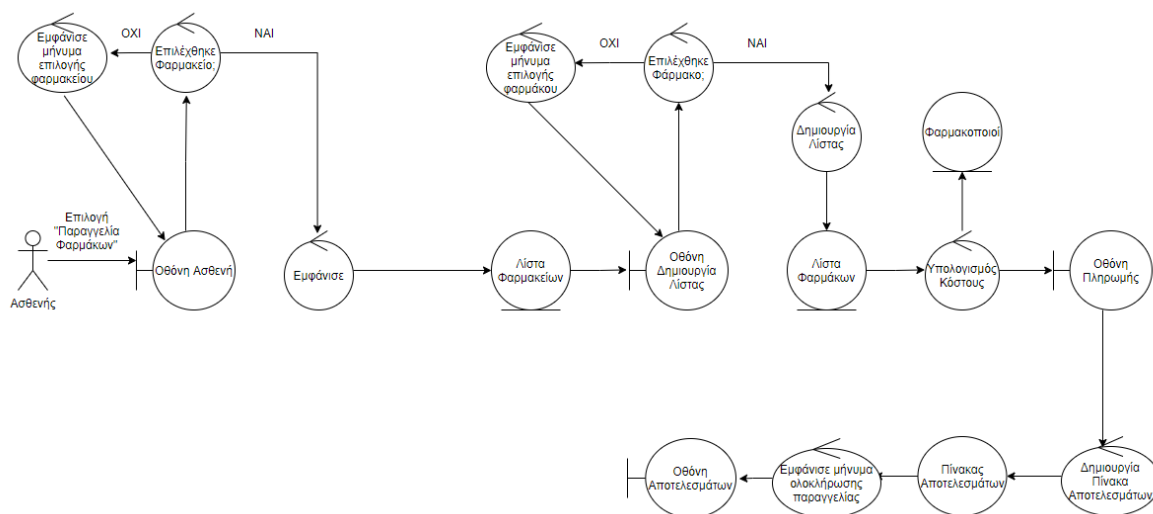 Εμφάνισε
μήνυμα
επιλογής
φαρμακείου
ΟΧΙ
Επιλέχθηκε
Φαρμακείο;
ΝΑΙ
Εμφάνισε
μήνυμα
επιλογής
φαρμάκου
ΟΧΙ
Επιλέχθηκε
Φάρμακο;
ΝΑΙ
Δημιουργία
Λίστας
Φαρμακοποιοί
Επιλογή
"Παραγγελία
Φαρμάκων"
Ασθενής
Οθόνη Ασθενή
Εμφάνισε
Λίστα
Φαρμακείων
Οθόνη
Δημιουργία
Λίστας
Λίστα
Φαρμάκων
Υπολογισμός
Κόστους
Οθόνη
Πληρωμής
Οθόνη
Αποτελεσμάτων
Εμφάνισε μήνυμα
ολοκλήρωσης
παραγγελίας
Πίνακας
Αποτελεσμάτων
Δημιουργία
Πίνακα
Αποτελεσμάτων